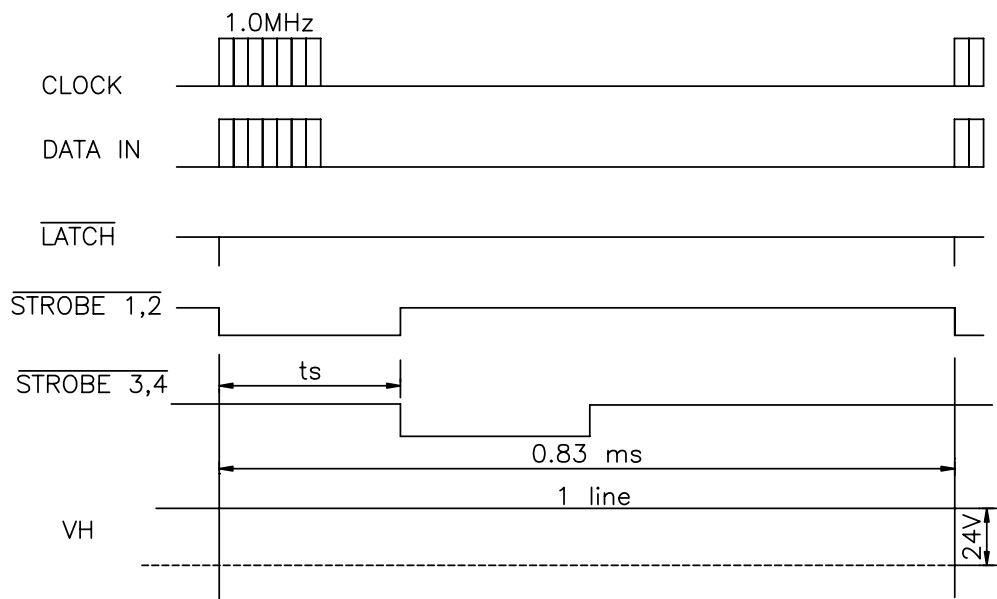 1.0MHz
CLOCK
DATA IN
LATCH
STROBE 1,2
ts
STROBE 3,4
0.83 ms
1 line
VH
24V